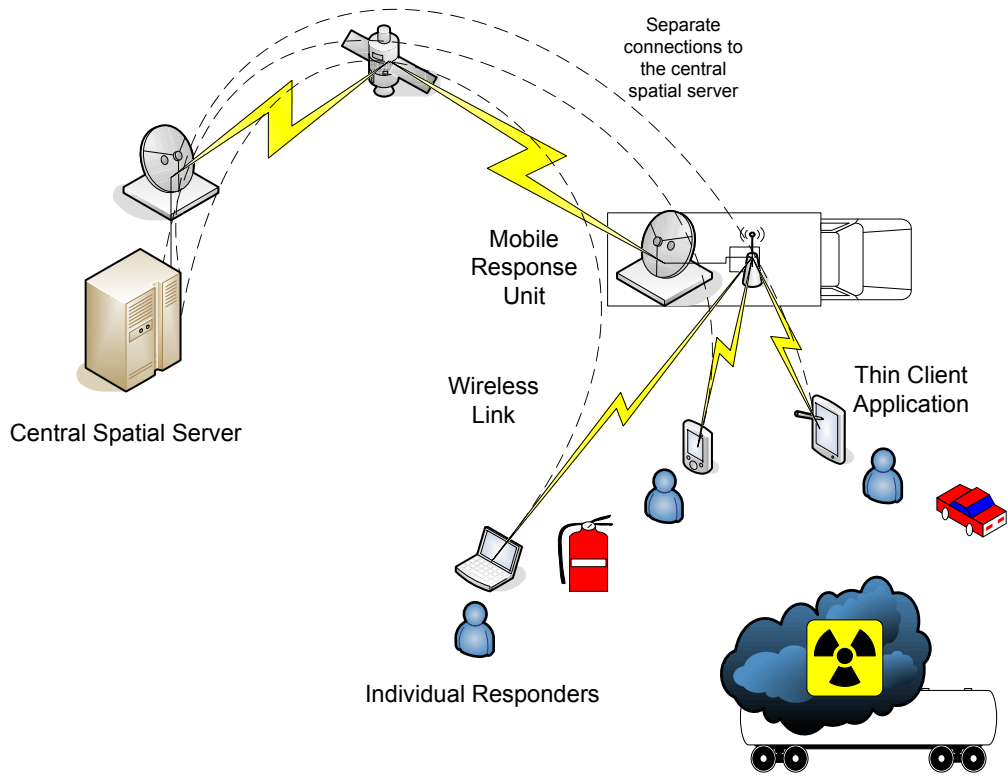 Separate
connections to
the central
spatial server
Mobile
Response
Unit
Wireless
Link
Thin Client
Application
Central Spatial Server
Individual Responders